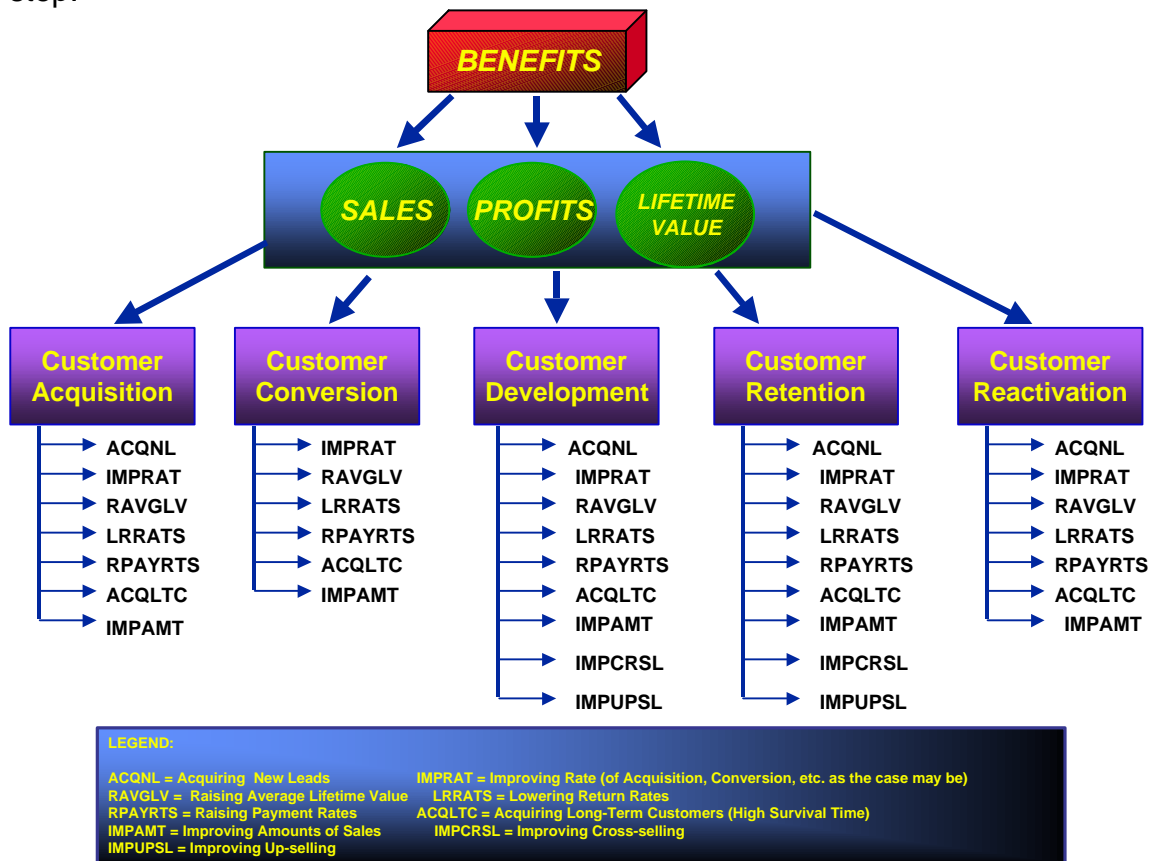 step.
BENEFITS
SALES
PROFITS
LIFETIME
VALUE
Customer
Acquisition
ACQNL
IMPRAT
RAVGLV
LRRATS
RPAYRTS
ACQLTC
IMPAMT
Customer
Conversion
IMPRAT
RAVGLV
LRRATS
RPAYRTS
ACQLTC
IMPAMT
Customer
Development
ACQNL
IMPRAT
RAVGLV
LRRATS
RPAYRTS
ACQLTC
IMPAMT
IMPCRSL
IMPUPSL
Customer
Retention
ACQNL
IMPRAT
RAVGLV
LRRATS
RPAYRTS
ACQLTC
IMPAMT
IMPCRSL
IMPUPSL
Customer
Reactivation
ACQNL
IMPRAT
RAVGLV
LRRATS
RPAYRTS
ACQLTC
IMPAMT
LEGEND:
ACQNL = Acquiring New Leads IMPRAT = Improving Rate (of Acquisition, Conversion, etc. as the case may be)
RAVGLV = Raising Average Lifetime Value LRRATS = Lowering Return Rates
RPAYRTS = Raising Payment Rates ACQLTC = Acquiring Long-Term Customers (High Survival Time)
IMPAMT = Improving Amounts of Sales IMPCRSL = Improving Cross-selling
IMPUPSL = Improving Up-selling